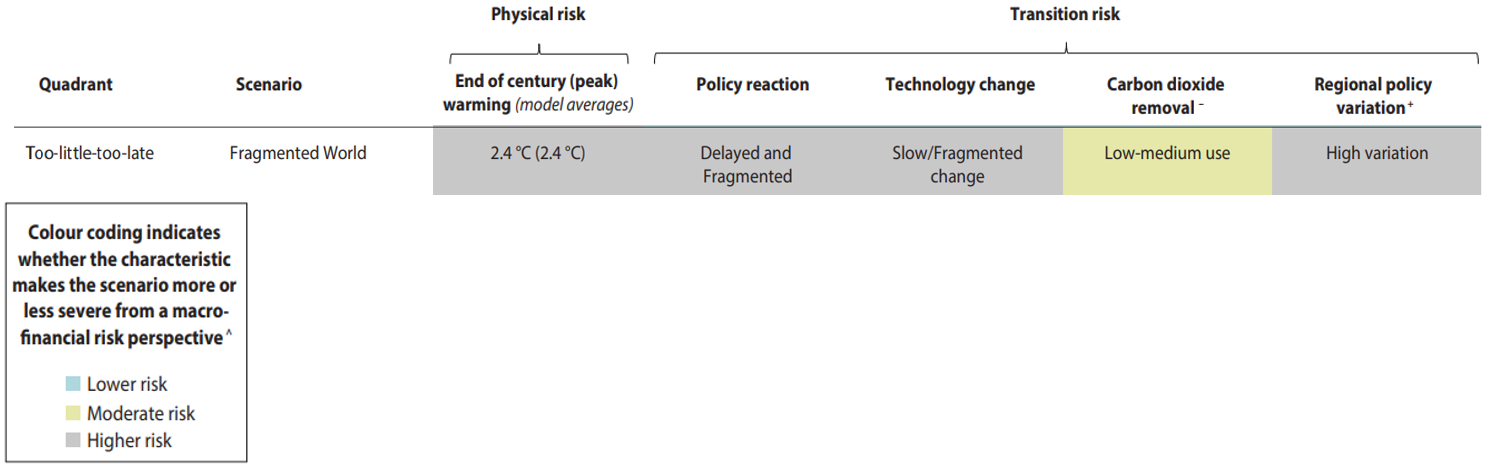 Physical risk
Transition risk
Quadrant
Scenario
End of century (peak)
warming (model averages)
Policy reaction
Technology change
Carbon dioxide
removal -
Regional policy
variation +
Too-little-too-late
Fragmented World
2.4 °C (2.4 °C)
Delayed and
Fragmented
Slow/Fragmented
change
Low-medium use
High variation
Colour coding indicates
whether the characteristic
makes the scenario more or
less severe from a macro-
financial risk perspective ^
Lower risk
Moderate risk
Higher risk